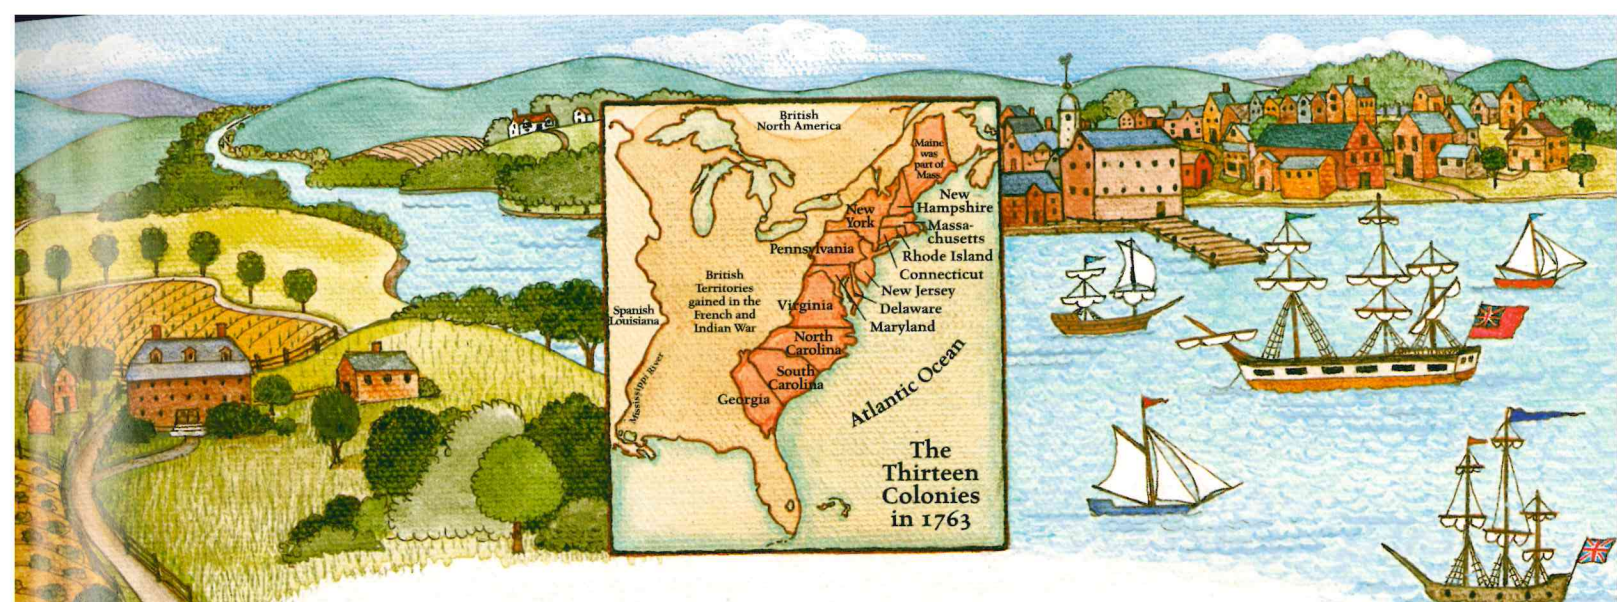 British
North America
Maine
was
part of
Mass.
New
Hampshire
New
York
Massa-
chusetts
Pennsylvania
Rhode Island
Connecticut
British
Territories
gained in the
French and
Indian War
New Jersey
Virginia
Delaware
Spanish
Louisiana
Maryland
North
Carolina
Mississippi River
South
Carolina
Georgia
Atlantic Ocean
The
Thirteen
Colonies
in 1763